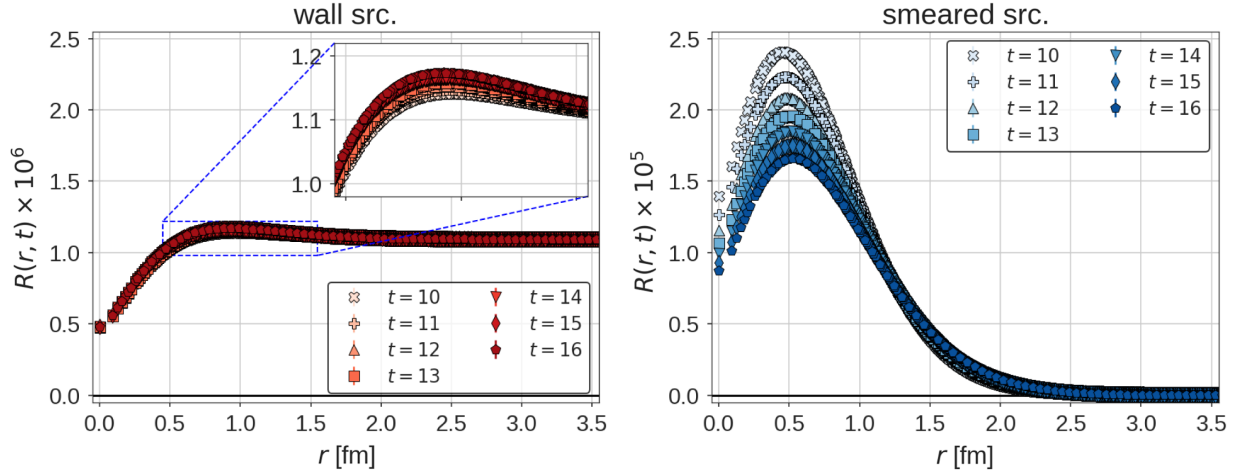 wall src.
2.5
2.0
1.5
1.0
0.5
0.0
R(r, t) × 10⁶
1.2
1.1
1.0
t = 10
t = 11
t = 12
t = 13
t = 14
t = 15
t = 16
0.0 0.5 1.0 1.5 2.0 2.5 3.0 3.5
r [fm]
smeared src.
2.5
2.0
1.5
1.0
0.5
0.0
R(r, t) × 10⁵
t = 10
t = 11
t = 12
t = 13
t = 14
t = 15
t = 16
0.0 0.5 1.0 1.5 2.0 2.5 3.0 3.5
r [fm]